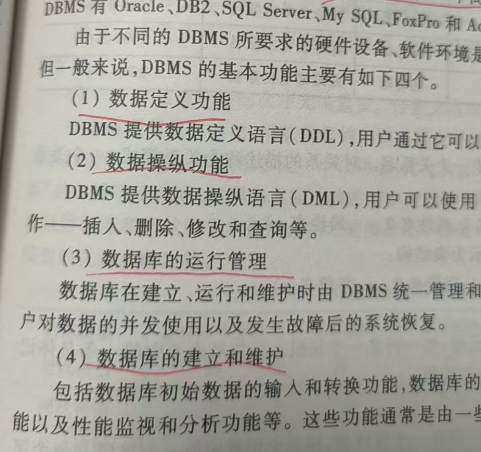 DBMS 有 Oracle、DB2、SQL Server、My SQL、FoxPro 和
由于不同的 DBMS 所要求的硬件设备、软件环境是
但一般来说,DBMS 的基本功能主要有如下四个。
(1) 数据定义功能
DBMS 提供数据定义语言(DDL),用户通过它可以
(2) 数据操纵功能
DBMS 提供数据操纵语言(DML),用户可以使用
作——插入、删除、修改和查询等。
(3) 数据库的运行管理
数据库在建立、运行和维护时由 DBMS 统一管理和
户对数据的并发使用以及发生故障后的系统恢复。
(4) 数据库的建立和维护
包括数据库初始数据的输入和转换功能,数据库的
能以及性能监视和分析功能等。这些功能通常是由一些